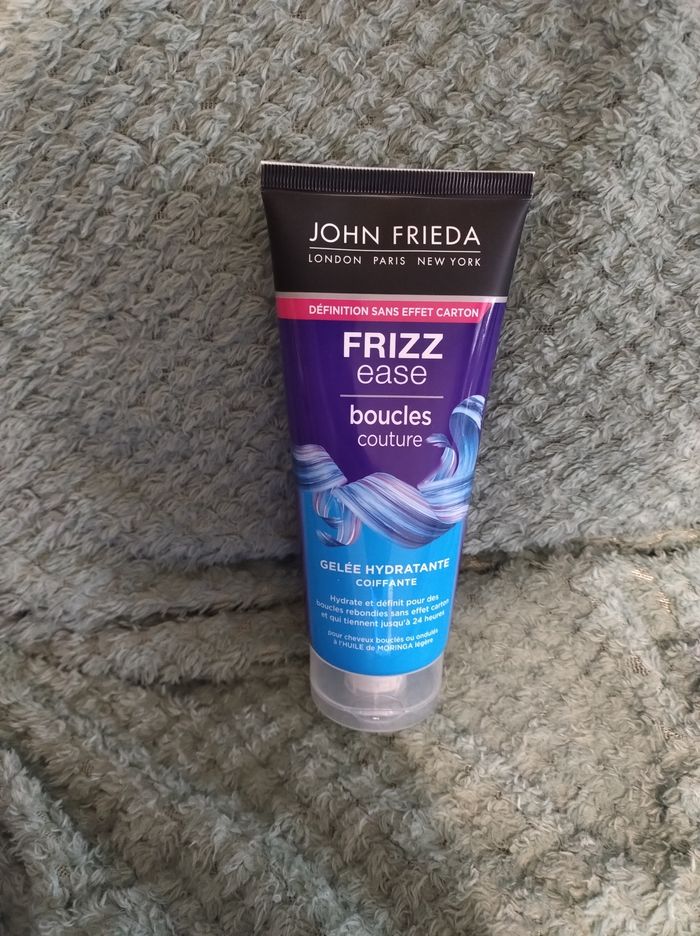 JOHN FRIEDA
LONDON PARIS NEW YORK
DÉFINITION SANS EFFET CARTON
FRIZZ
ease
boucles
couture
GELÉE HYDRATANTE
COIFFANTE
Hydrate et définit pour des
boucles rebondies sans effet carton
et qui tiennent jusqu'à 24 heures
pour cheveux bouclés ou ondulés
à l'HUILE de MORINGA légère